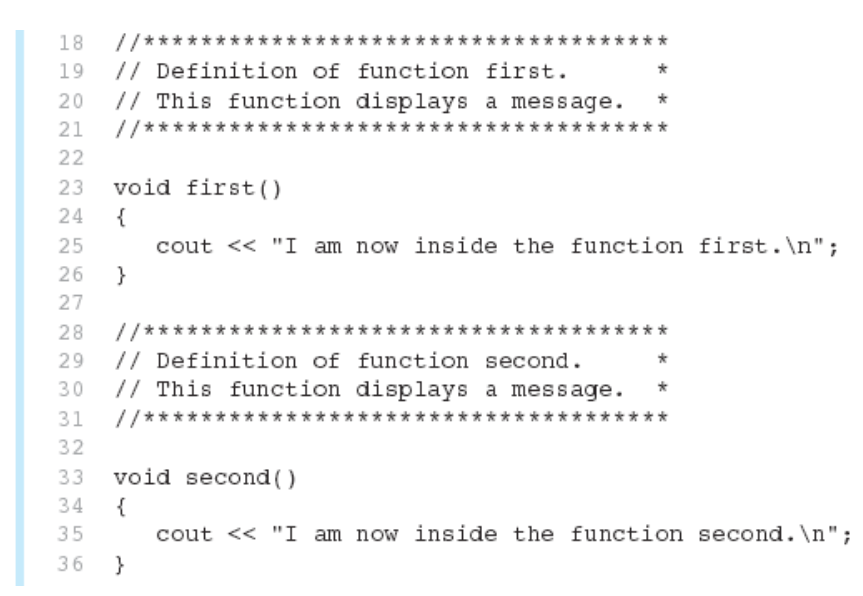 18 //*************************************
19 // Definition of function first.      *
20 // This function displays a message.  *
21 //*************************************
22
23 void first()
24 {
25    cout << "I am now inside the function first.\n";
26 }
27
28 //*************************************
29 // Definition of function second.     *
30 // This function displays a message.  *
31 //*************************************
32
33 void second()
34 {
35    cout << "I am now inside the function second.\n";
36 }